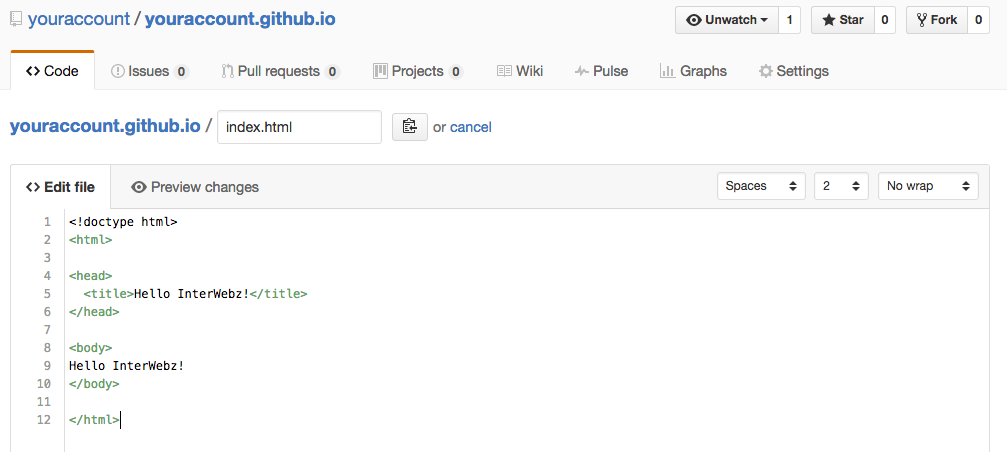 youraccount / youraccount.github.io
Unwatch 1 Star 0 Fork 0
Code Issues 0 Pull requests 0 Projects 0 Wiki Pulse Graphs Settings
youraccount.github.io / index.html or cancel
Edit file Preview changes Spaces 2 No wrap
1 <!doctype html>
2 <html>
3
4 <head>
5 <title>Hello InterWebz!</title>
6 </head>
7
8 <body>
9 Hello InterWebz!
10 </body>
11
12 </html>